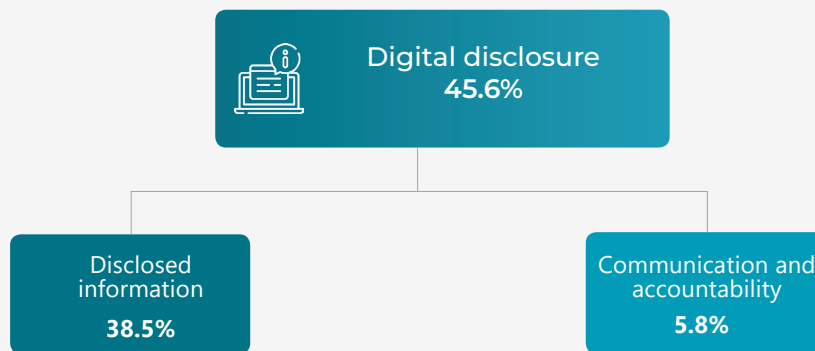 Digital disclosure
45.6%
Disclosed
information
38.5%
Communication and
accountability
5.8%